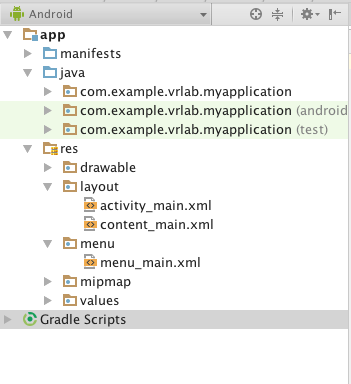 Android
app
manifests
java
com.example.vrlab.myapplication
com.example.vrlab.myapplication (android
com.example.vrlab.myapplication (test)
res
drawable
layout
activity_main.xml
content_main.xml
menu
menu_main.xml
mipmap
values
Gradle Scripts